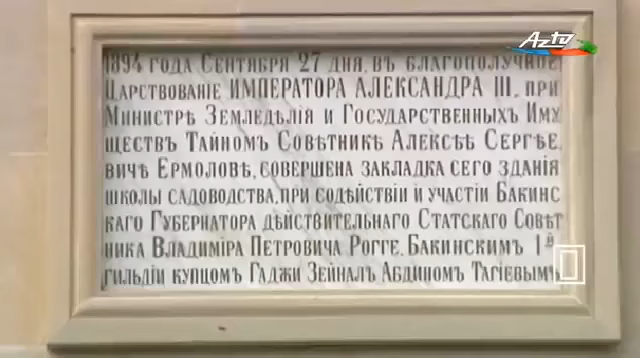 AzTV
1894 года Сентября 27 дня, въ благополучное
Царствованіе ИМПЕРАТОРА АЛЕКСАНДРА III, при
Министрѣ Земледѣлія и Государственныхъ Иму
ществъ Тайномъ Совѣтникѣ Алексѣѣ Сергѣе.
вичѣ Ермоловѣ, совершена закладка сего зданія
школы садоводства, при содѣйствіи и участіи Бакин
скаго Губернатора дѣйствительнаго Статскаго Совѣт
ника Владиміра Петровича Рогге, Бакинскимъ 1й
гильдіи купцомъ Гаджи Зейналъ Абдиномъ Тагіевымъ